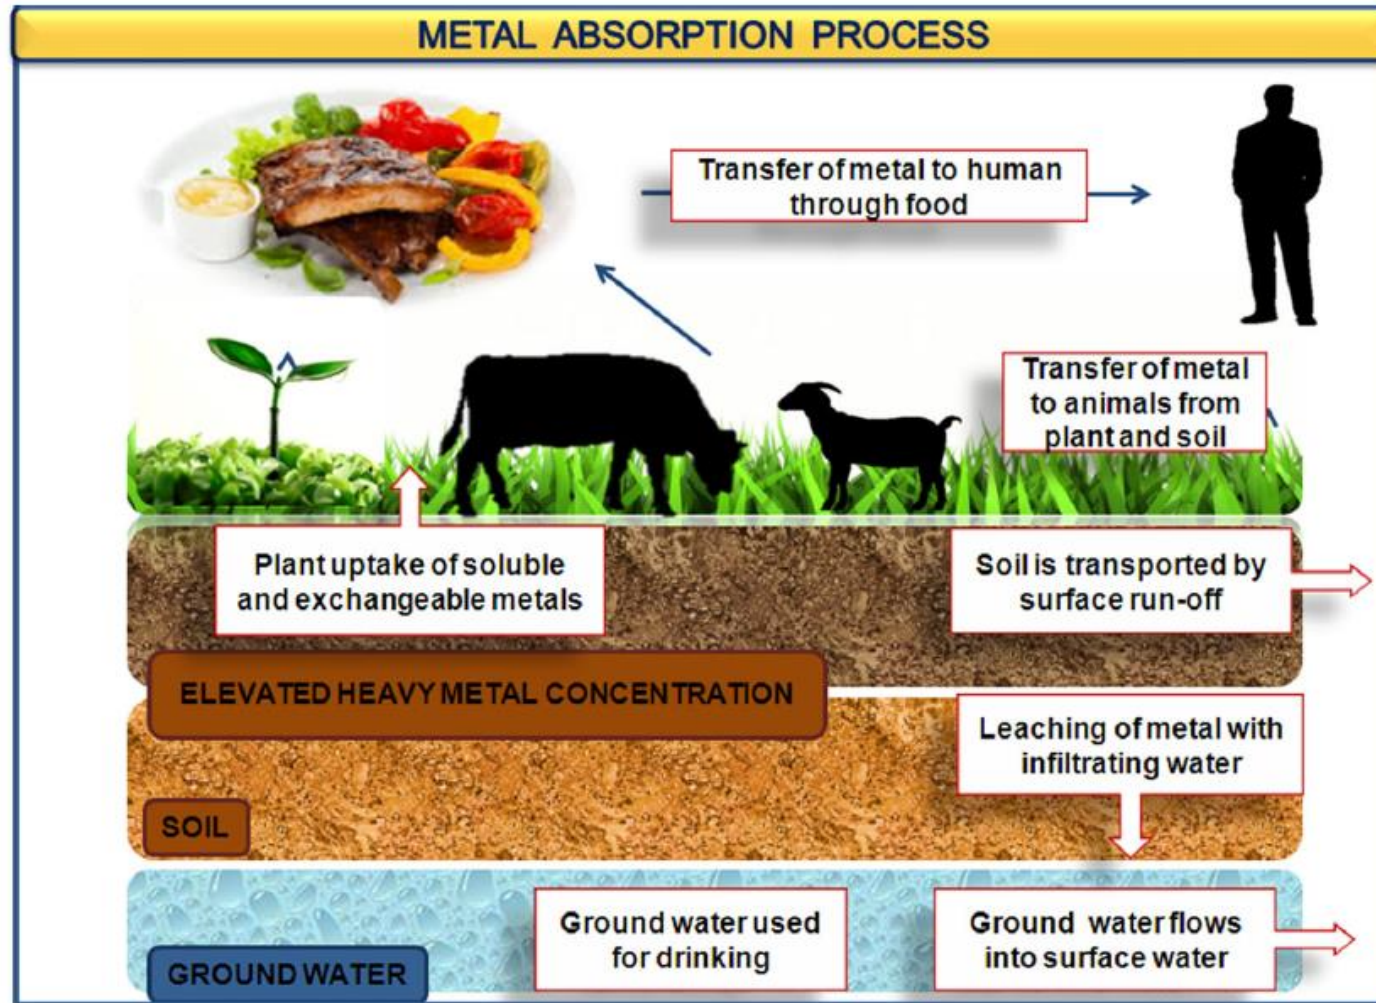 METAL ABSORPTION PROCESS
Transfer of metal to human
through food
Transfer of metal
to animals from
plant and soil
Plant uptake of soluble
and exchangeable metals
Soil is transported by
surface run-off
ELEVATED HEAVY METAL CONCENTRATION
Leaching of metal with
infiltrating water
SOIL
Ground water used
for drinking
Ground water flows
into surface water
GROUND WATER